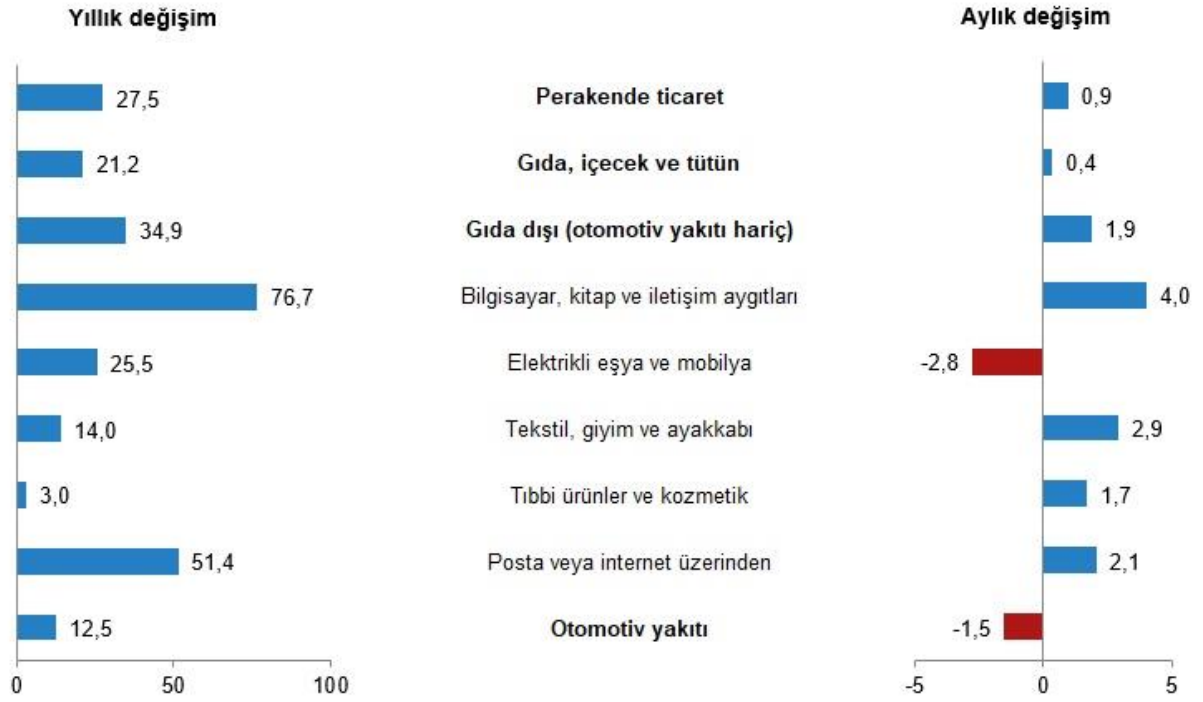 Yıllık değişim Aylık değişim
27,5 Perakende ticaret 0,9
21,2 Gıda, içecek ve tütün 0,4
34,9 Gıda dışı (otomotiv yakıtı hariç) 1,9
76,7 Bilgisayar, kitap ve iletişim aygıtları 4,0
25,5 Elektrikli eşya ve mobilya -2,8
14,0 Tekstil, giyim ve ayakkabı 2,9
3,0 Tıbbi ürünler ve kozmetik 1,7
51,4 Posta veya internet üzerinden 2,1
12,5 Otomotiv yakıtı -1,5
0 50 100 -5 0 5